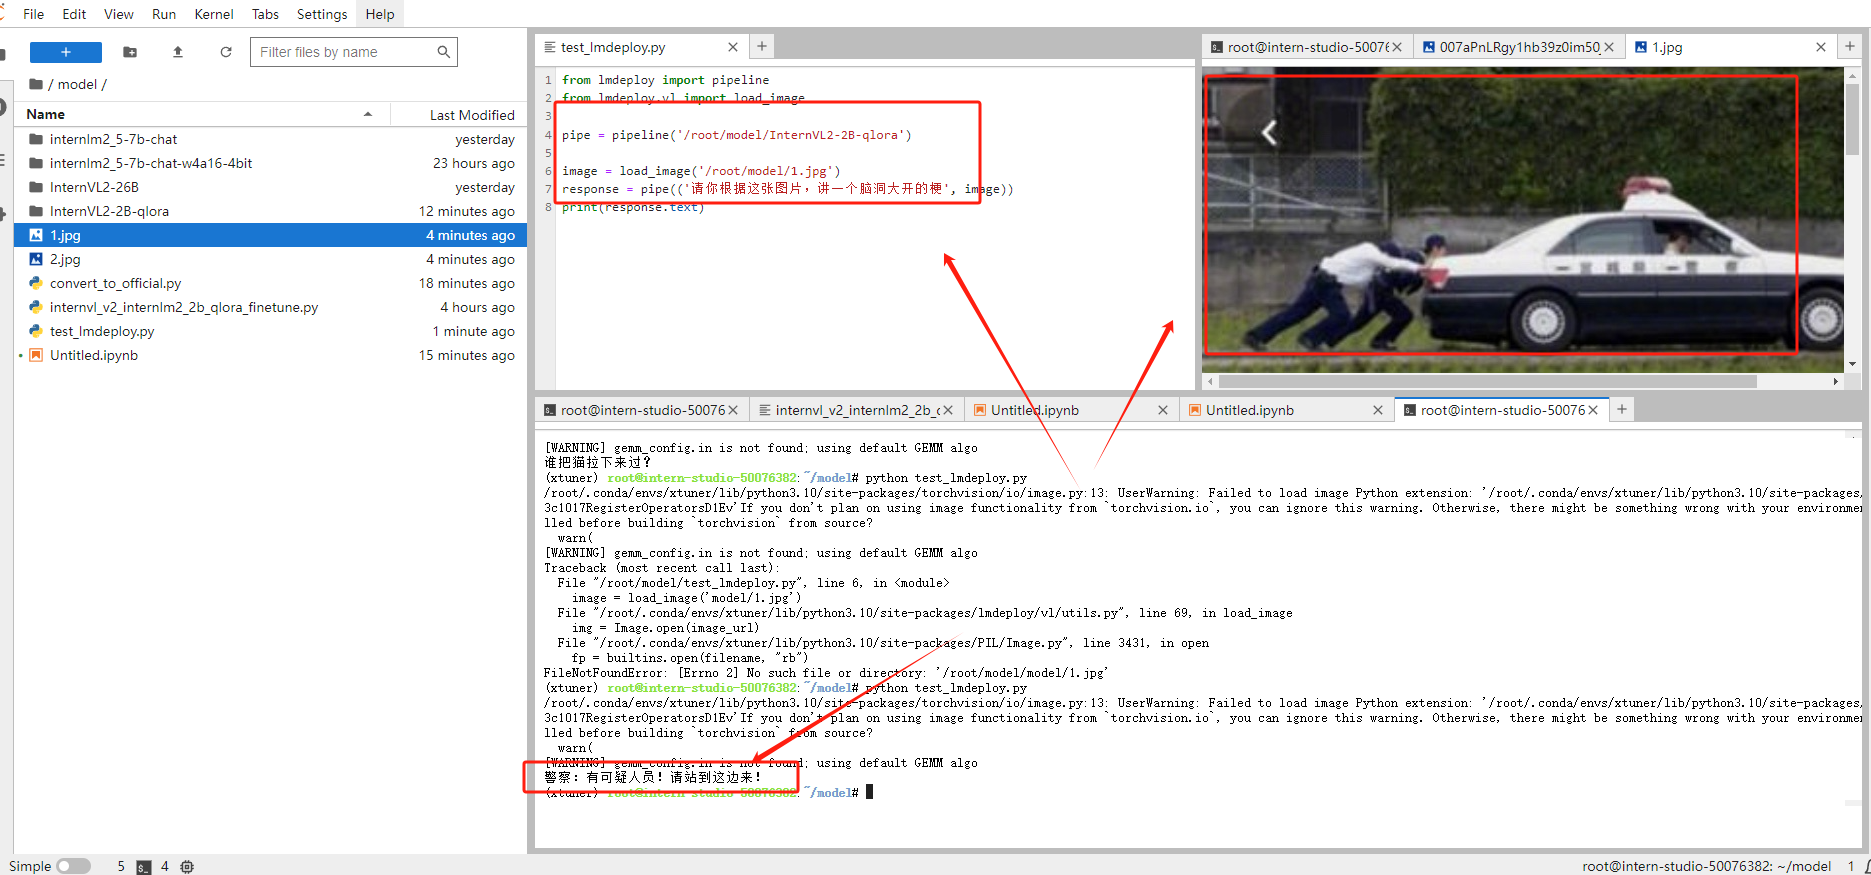 File Edit View Run Kernel Tabs Settings Help
+
Filter files by name
/ model /
Name Last Modified
internlm2_5-7b-chat yesterday
internlm2_5-7b-chat-w4a16-4bit 23 hours ago
InternVL2-26B yesterday
InternVL2-2B-qlora 12 minutes ago
1.jpg 4 minutes ago
2.jpg 4 minutes ago
convert_to_official.py 18 minutes ago
internvl_v2_internlm2_2b_qlora_finetune.py 4 hours ago
test_lmdeploy.py 1 minute ago
Untitled.ipynb 15 minutes ago
test_lmdeploy.py
1 from lmdeploy import pipeline
2 from lmdeploy.vl import load_image
3
4 pipe = pipeline('/root/model/InternVL2-2B-qlora')
5
6 image = load_image('/root/model/1.jpg')
7 response = pipe(('请你根据这张图片，讲一个脑洞大开的梗', image))
8 print(response.text)
root@intern-studio-50076 007aPnLRgy1hb39z0im50 1.jpg
root@intern-studio-50076 internvl_v2_internlm2_2b_ Untitled.ipynb Untitled.ipynb root@intern-studio-50076
[WARNING] gemm_config.in is not found; using default GEMM algo
谁把猫拉下来过？
(xtuner) root@intern-studio-50076382:~/model# python test_lmdeploy.py
/root/.conda/envs/xtuner/lib/python3.10/site-packages/torchvision/io/image.py:13: UserWarning: Failed to load image Python extension: '/root/.conda/envs/xtuner/lib/python3.10/site-packages/
3c1017RegisterOperatorsD1Ev'If you don't plan on using image functionality from `torchvision.io`, you can ignore this warning. Otherwise, there might be something wrong with your environme
lled before building `torchvision` from source?
warn(
[WARNING] gemm_config.in is not found; using default GEMM algo
Traceback (most recent call last):
File "/root/model/test_lmdeploy.py", line 6, in <module>
image = load_image('model/1.jpg')
File "/root/.conda/envs/xtuner/lib/python3.10/site-packages/lmdeploy/vl/utils.py", line 69, in load_image
img = Image.open(image_url)
File "/root/.conda/envs/xtuner/lib/python3.10/site-packages/PIL/Image.py", line 3431, in open
fp = builtins.open(filename, "rb")
FileNotFoundError: [Errno 2] No such file or directory: '/root/model/model/1.jpg'
(xtuner) root@intern-studio-50076382:~/model# python test_lmdeploy.py
/root/.conda/envs/xtuner/lib/python3.10/site-packages/torchvision/io/image.py:13: UserWarning: Failed to load image Python extension: '/root/.conda/envs/xtuner/lib/python3.10/site-packages/
3c1017RegisterOperatorsD1Ev'If you don't plan on using image functionality from `torchvision.io`, you can ignore this warning. Otherwise, there might be something wrong with your environme
lled before building `torchvision` from source?
warn(
[WARNING] gemm_config.in is not found; using default GEMM algo
警察：有可疑人员！请站到这边来！
(xtuner) root@intern-studio-50076382:~/model#
Simple 5 4 root@intern-studio-50076382: ~/model 1